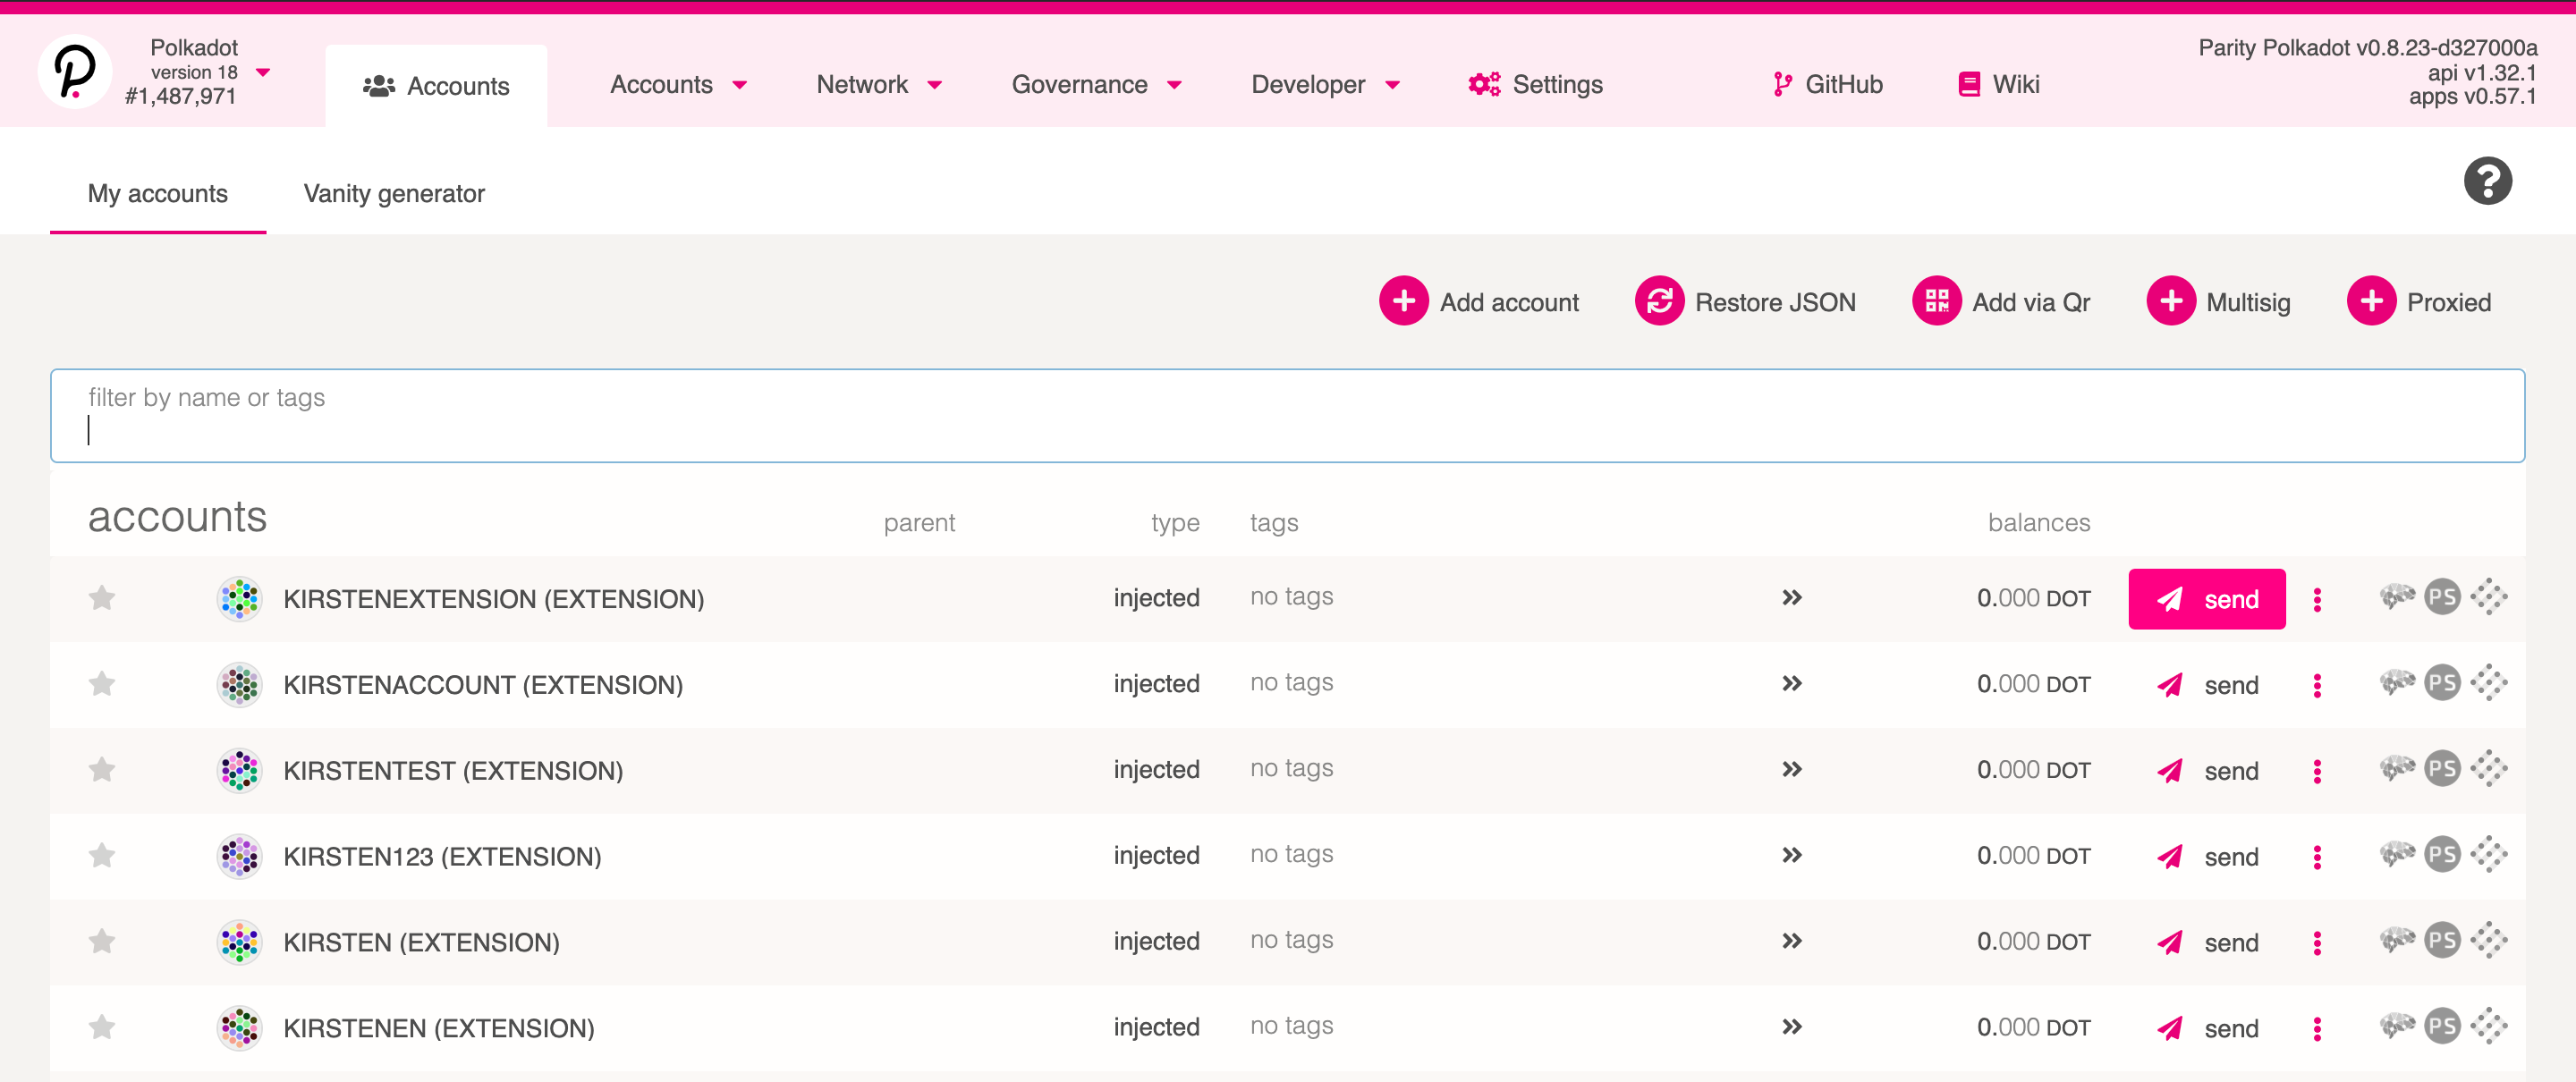 Polkadot
version 18
#1,487,971
Accounts
Accounts
Network
Governance
Developer
Settings
GitHub
Wiki
Parity Polkadot v0.8.23-d327000a
api v1.32.1
apps v0.57.1
My accounts
Vanity generator
Add account
Restore JSON
Add via Qr
Multisig
Proxied
filter by name or tags
accounts parent type tags balances
KIRSTENEXTENSION (EXTENSION) injected no tags 0.000 DOT send PS
KIRSTENACCOUNT (EXTENSION) injected no tags 0.000 DOT send PS
KIRSTENTEST (EXTENSION) injected no tags 0.000 DOT send PS
KIRSTEN123 (EXTENSION) injected no tags 0.000 DOT send PS
KIRSTEN (EXTENSION) injected no tags 0.000 DOT send PS
KIRSTENEN (EXTENSION) injected no tags 0.000 DOT send PS